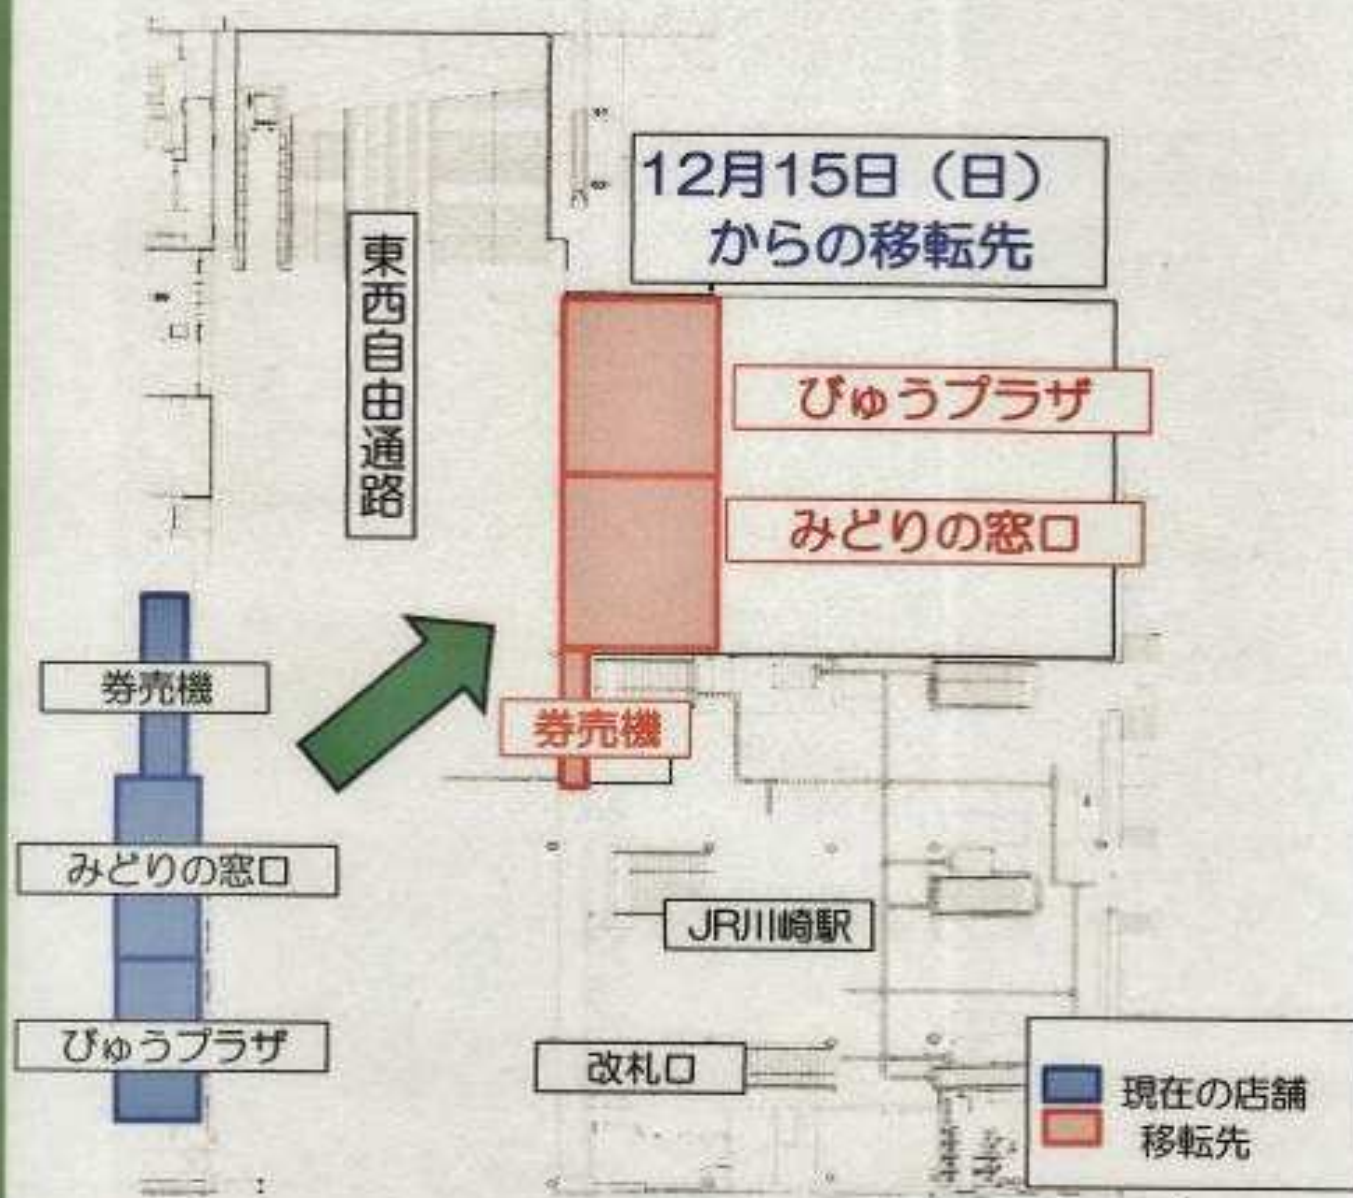 12月15日（日）
からの移転先
東西自由通路
びゅうプラザ
みどりの窓口
券売機
券売機
みどりの窓口
びゅうプラザ
JR川崎駅
改札口
現在の店舗
移転先